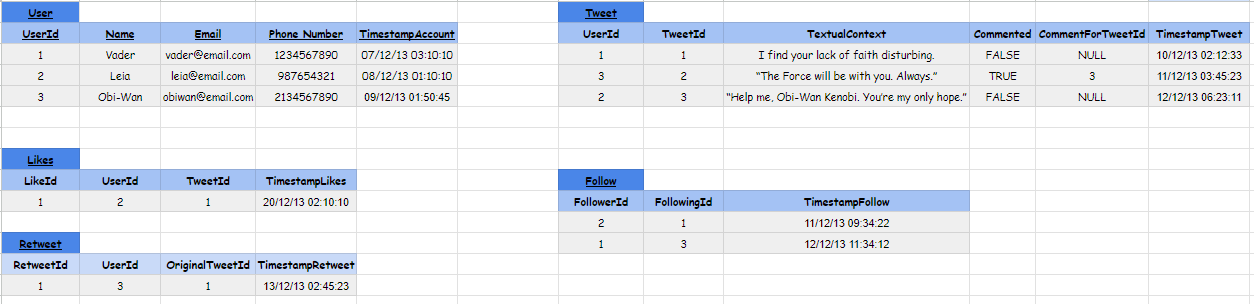 User Tweet
UserId Name Email Phone Number TimestampAccount UserId TweetId TextualContext Commented CommentForTweetId TimestampTweet
1 Vader vader@email.com 1234567890 07/12/13 03:10:10 1 1 I find your lack of faith disturbing. FALSE NULL 10/12/13 02:12:33
2 Leia leia@email.com 987654321 08/12/13 01:10:10 3 2 “The Force will be with you. Always.” TRUE 3 11/12/13 03:45:23
3 Obi-Wan obiwan@email.com 2134567890 09/12/13 01:50:45 2 3 “Help me, Obi-Wan Kenobi. You’re my only hope.” FALSE NULL 12/12/13 06:23:11
Likes
LikeId UserId TweetId TimestampLikes Follow
1 2 1 20/12/13 02:10:10 FollowerId FollowingId TimestampFollow
2 1 11/12/13 09:34:22
Retweet 1 3 12/12/13 11:34:12
RetweetId UserId OriginalTweetId TimestampRetweet
1 3 1 13/12/13 02:45:23